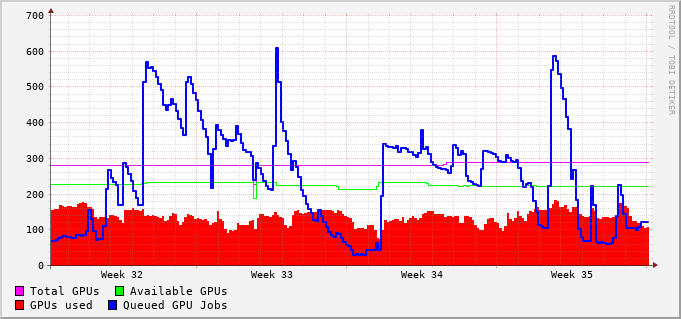 700
600
500
400
300
200
100
0
Week 32 Week 33 Week 34 Week 35
Total GPUs Available GPUs
GPUs used Queued GPU Jobs
RRDTOOL / TOBI OETIKER